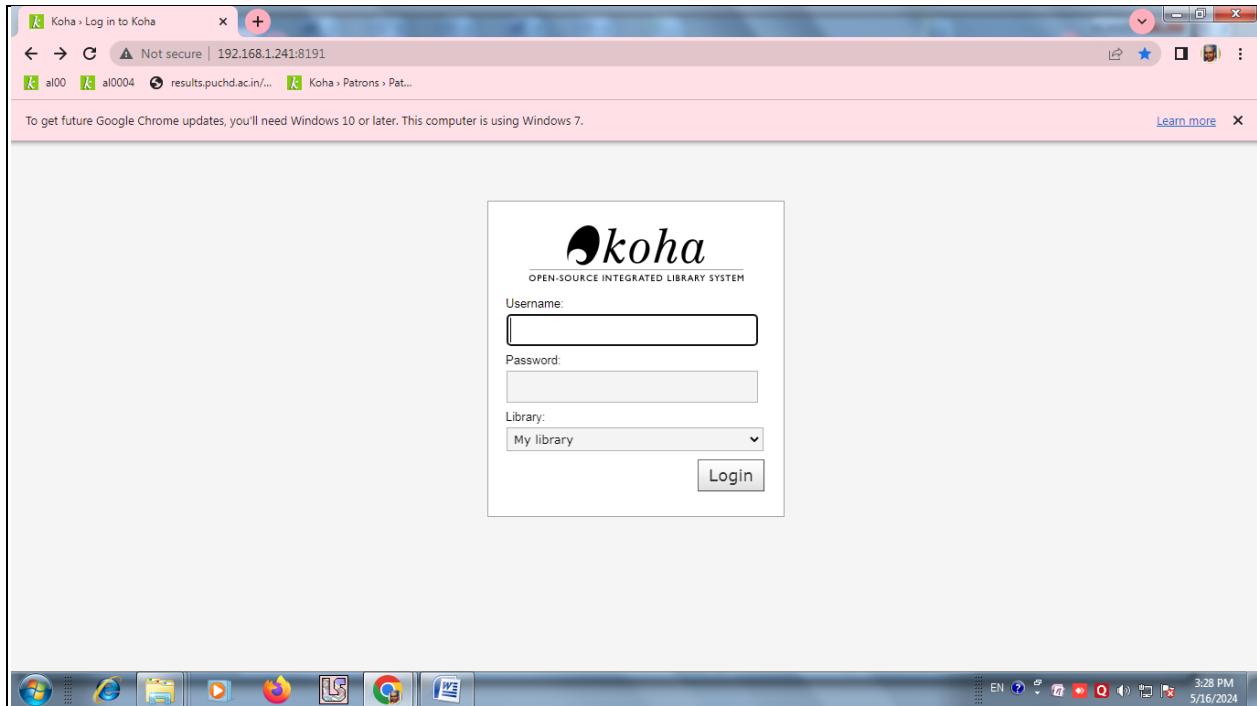 Koha › Log in to Koha
Not secure | 192.168.1.241:8191
al00 al0004 results.puchd.ac.in/... Koha › Patrons › Pat...
To get future Google Chrome updates, you'll need Windows 10 or later. This computer is using Windows 7. Learn more
koha
OPEN-SOURCE INTEGRATED LIBRARY SYSTEM
Username:
Password:
Library:
My library
Login
EN
3:28 PM
5/16/2024